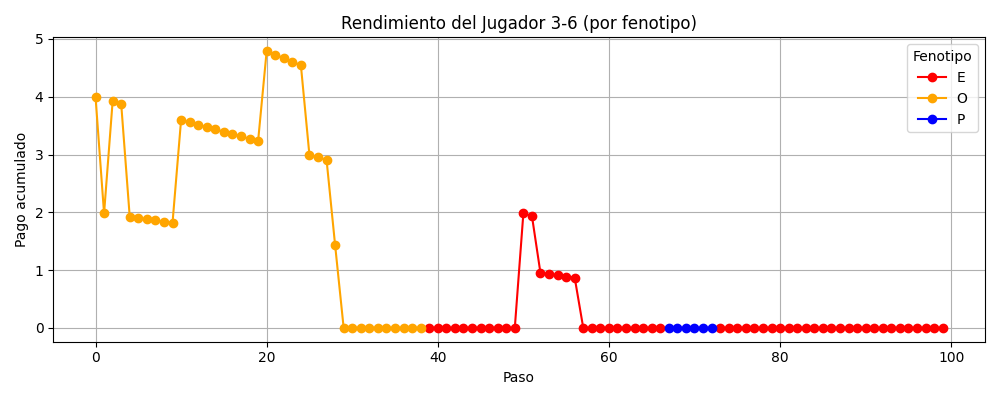 Rendimiento del Jugador 3-6 (por fenotipo)
Pago acumulado
5
4
3
2
1
0
Fenotipo
E
O
P
0 20 40 60 80 100
Paso